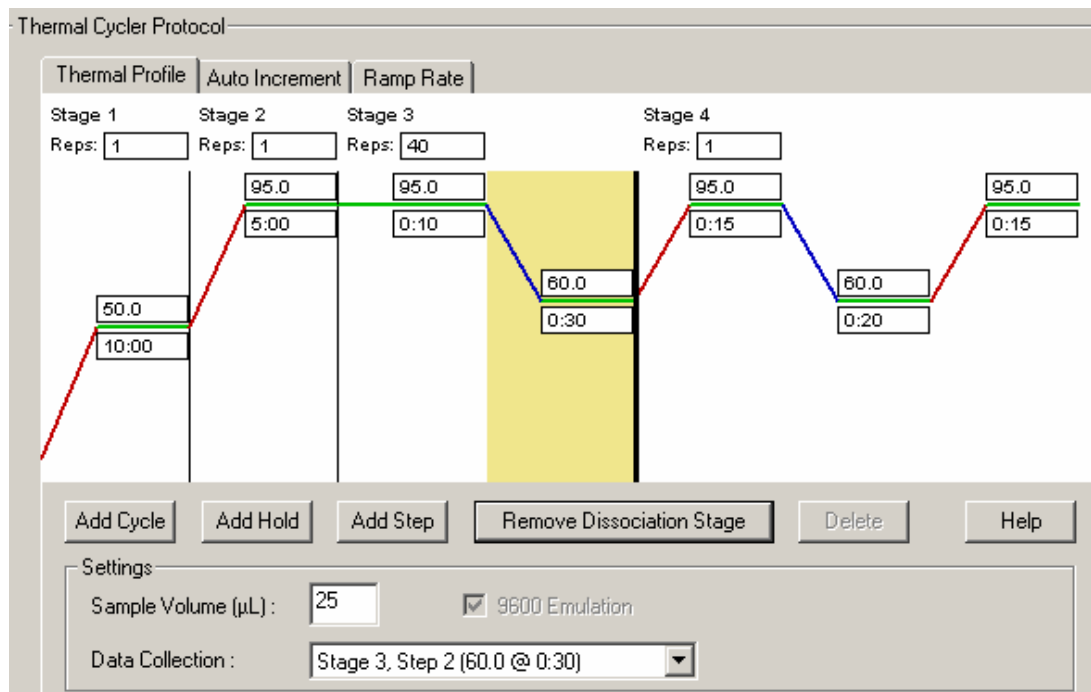 Thermal Cycler Protocol
Thermal Profile Auto Increment Ramp Rate
Stage 1 Stage 2 Stage 3 Stage 4
Reps: 1 Reps: 1 Reps: 40 Reps: 1
95.0 95.0 95.0 95.0
5:00 0:10 0:15 0:15
60.0 60.0
50.0 0:30 0:20
10:00
Add Cycle Add Hold Add Step Remove Dissociation Stage Delete Help
Settings
Sample Volume (µL) : 25 9600 Emulation
Data Collection : Stage 3, Step 2 (60.0 @ 0:30)